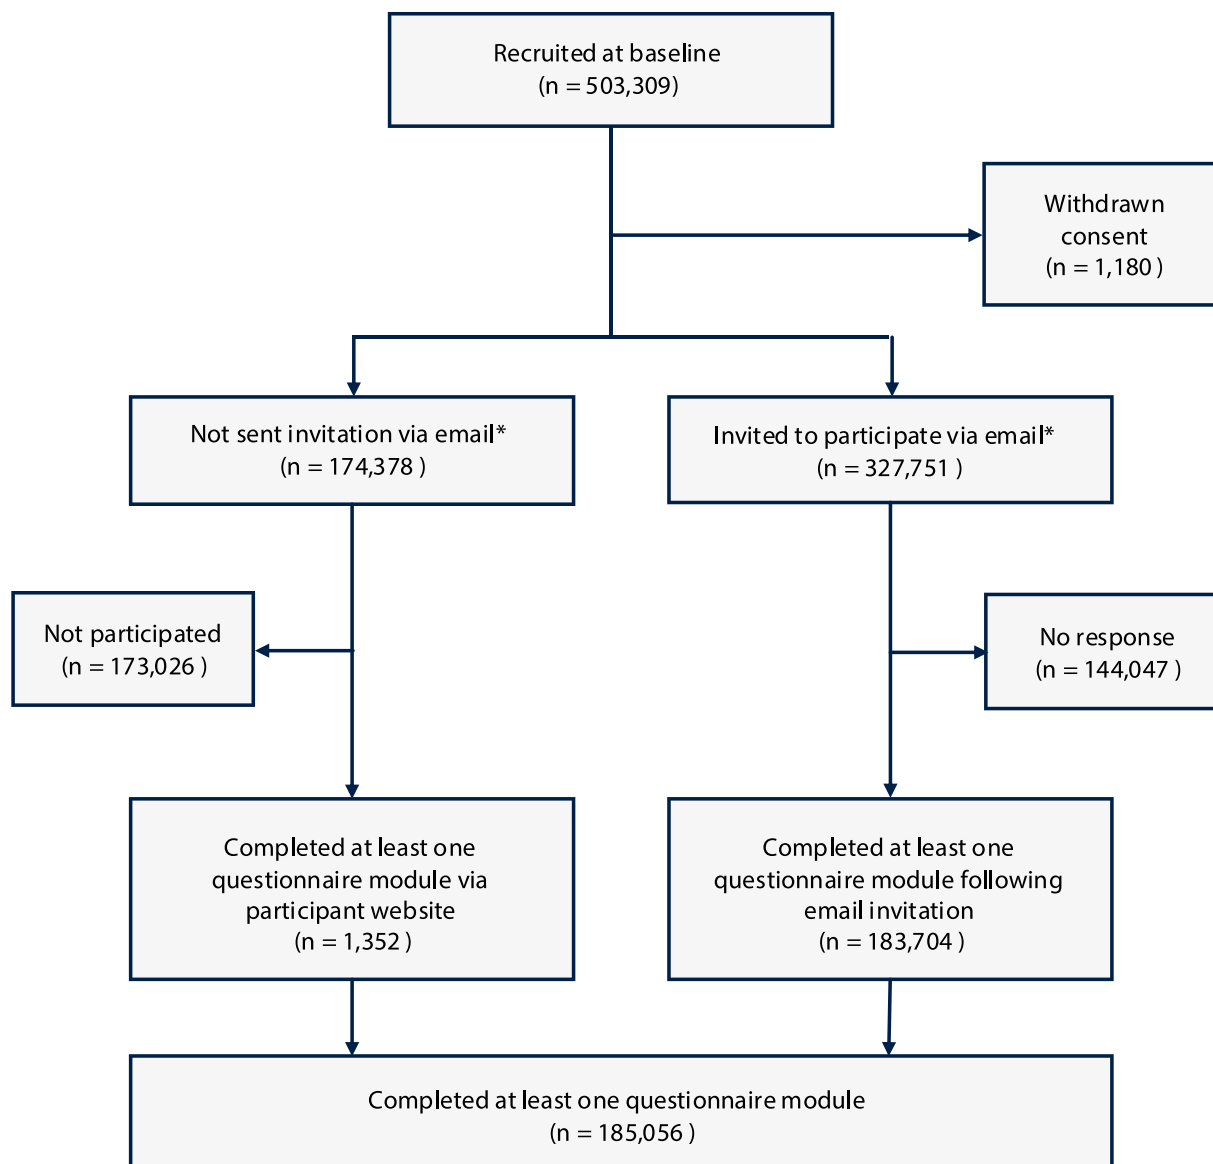 Recruited at baseline
(n = 503,309)
Withdrawn
consent
(n = 1,180 )
Not sent invitation via email*
(n = 174,378 )
Invited to participate via email*
(n = 327,751 )
Not participated
(n = 173,026 )
No response
(n = 144,047 )
Completed at least one
questionnaire module via
participant website
(n = 1,352 )
Completed at least one
questionnaire module following
email invitation
(n = 183,704 )
Completed at least one questionnaire module
(n = 185,056 )